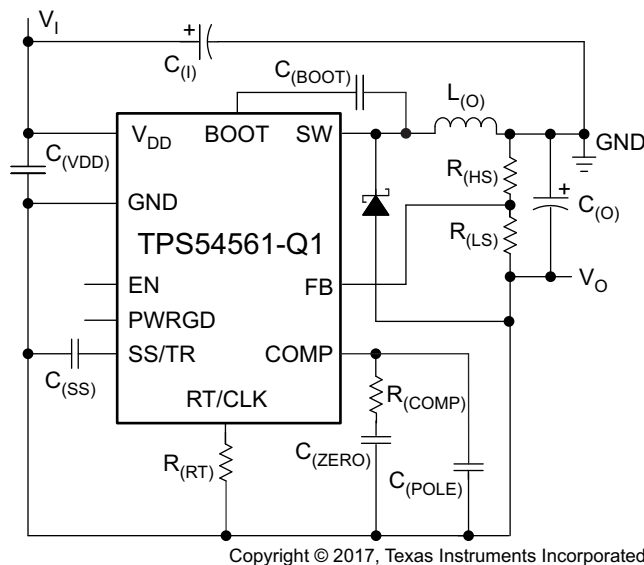 V_I
+
C_(I)
C_(BOOT)
L_(O)
V_DD
BOOT
SW
GND
C_(VDD)
R_(HS)
+
C_(O)
GND
R_(LS)
TPS54561-Q1
EN
FB
V_O
PWRGD
SS/TR
COMP
C_(SS)
RT/CLK
R_(COMP)
R_(RT)
C_(ZERO)
C_(POLE)
Copyright © 2017, Texas Instruments Incorporated